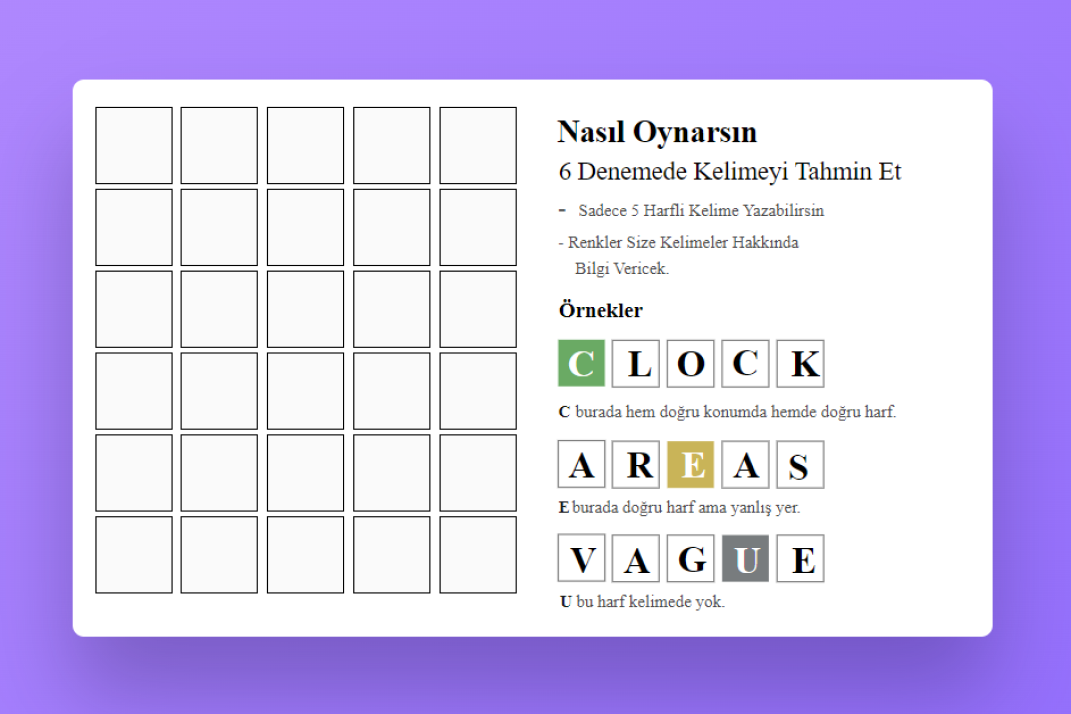 Nasıl Oynarsın
6 Denemede Kelimeyi Tahmin Et
- Sadece 5 Harfli Kelime Yazabilirsin
- Renkler Size Kelimeler Hakkında
Bilgi Vericek.
Örnekler
C L O C K
C burada hem doğru konumda hemde doğru harf.
A R E A S
E burada doğru harf ama yanlış yer.
V A G U E
U bu harf kelimede yok.